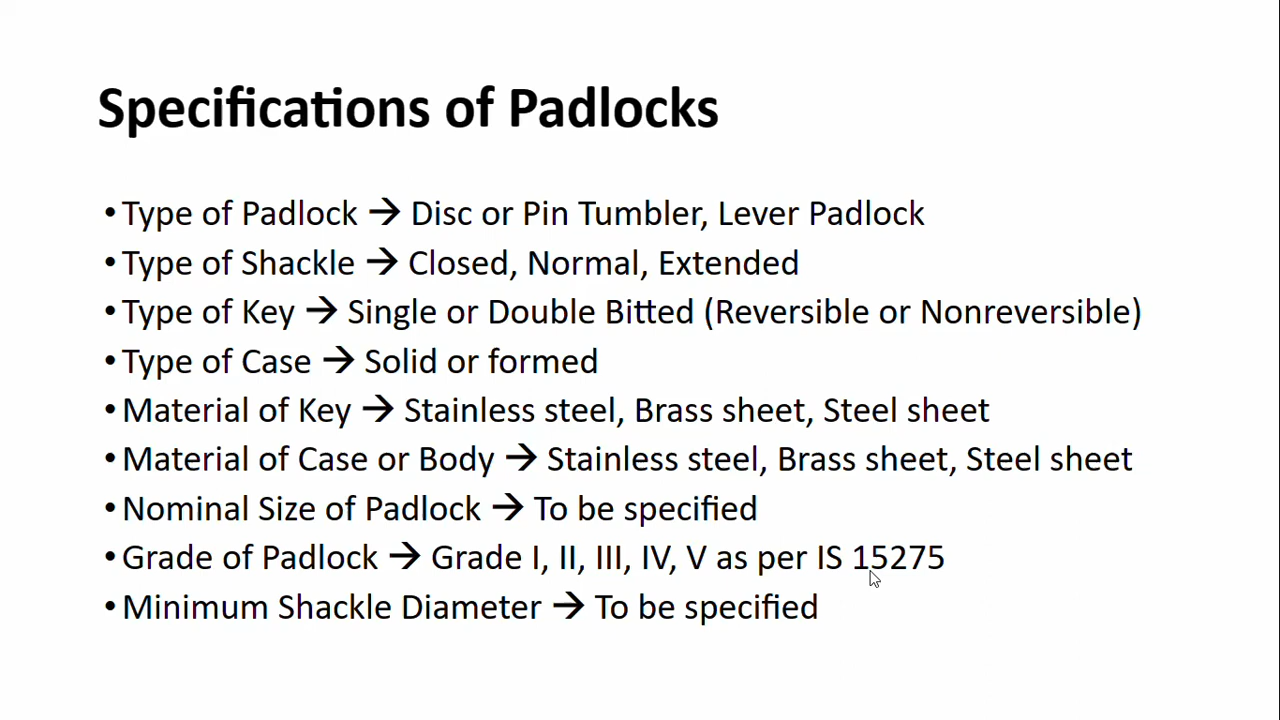 Specifications of Padlocks
•Type of Padlock → Disc or Pin Tumbler, Lever Padlock
•Type of Shackle → Closed, Normal, Extended
•Type of Key → Single or Double Bitted (Reversible or Nonreversible)
•Type of Case → Solid or formed
•Material of Key → Stainless steel, Brass sheet, Steel sheet
•Material of Case or Body → Stainless steel, Brass sheet, Steel sheet
•Nominal Size of Padlock → To be specified
•Grade of Padlock → Grade I, II, III, IV, V as per IS 15275
•Minimum Shackle Diameter → To be specified